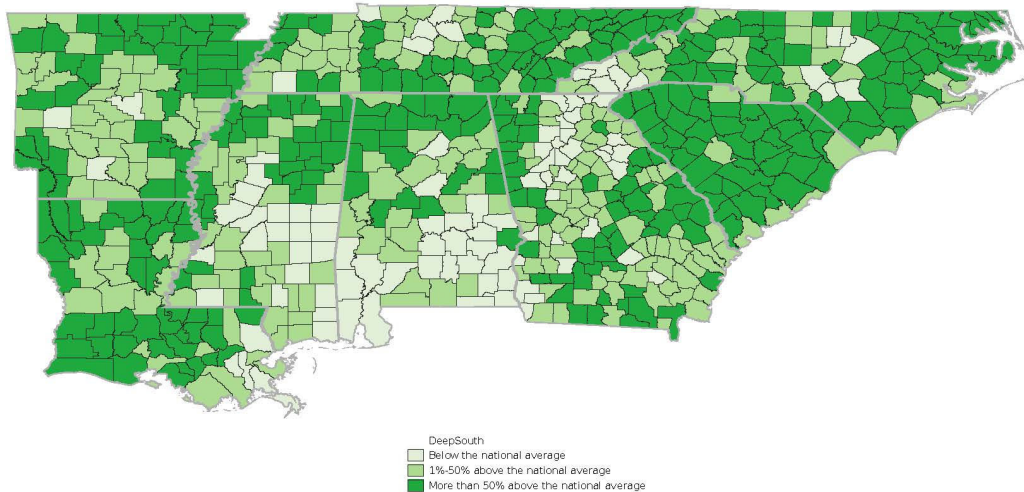 DeepSouth
Below the national average
1%-50% above the national average
More than 50% above the national average